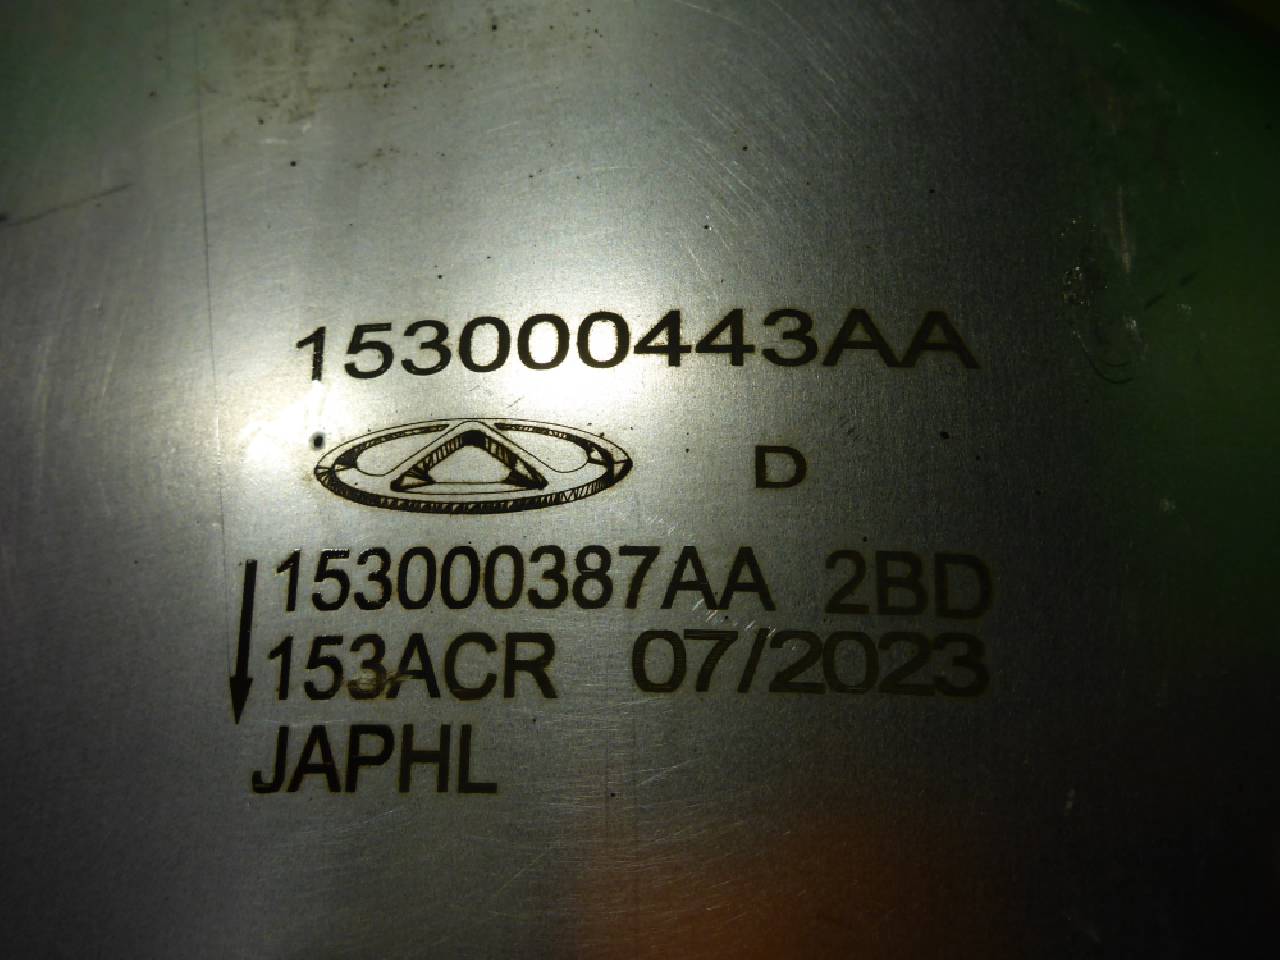 153000443AA
D
153000387AA 2BD
153ACR 07/2023
JAPHL